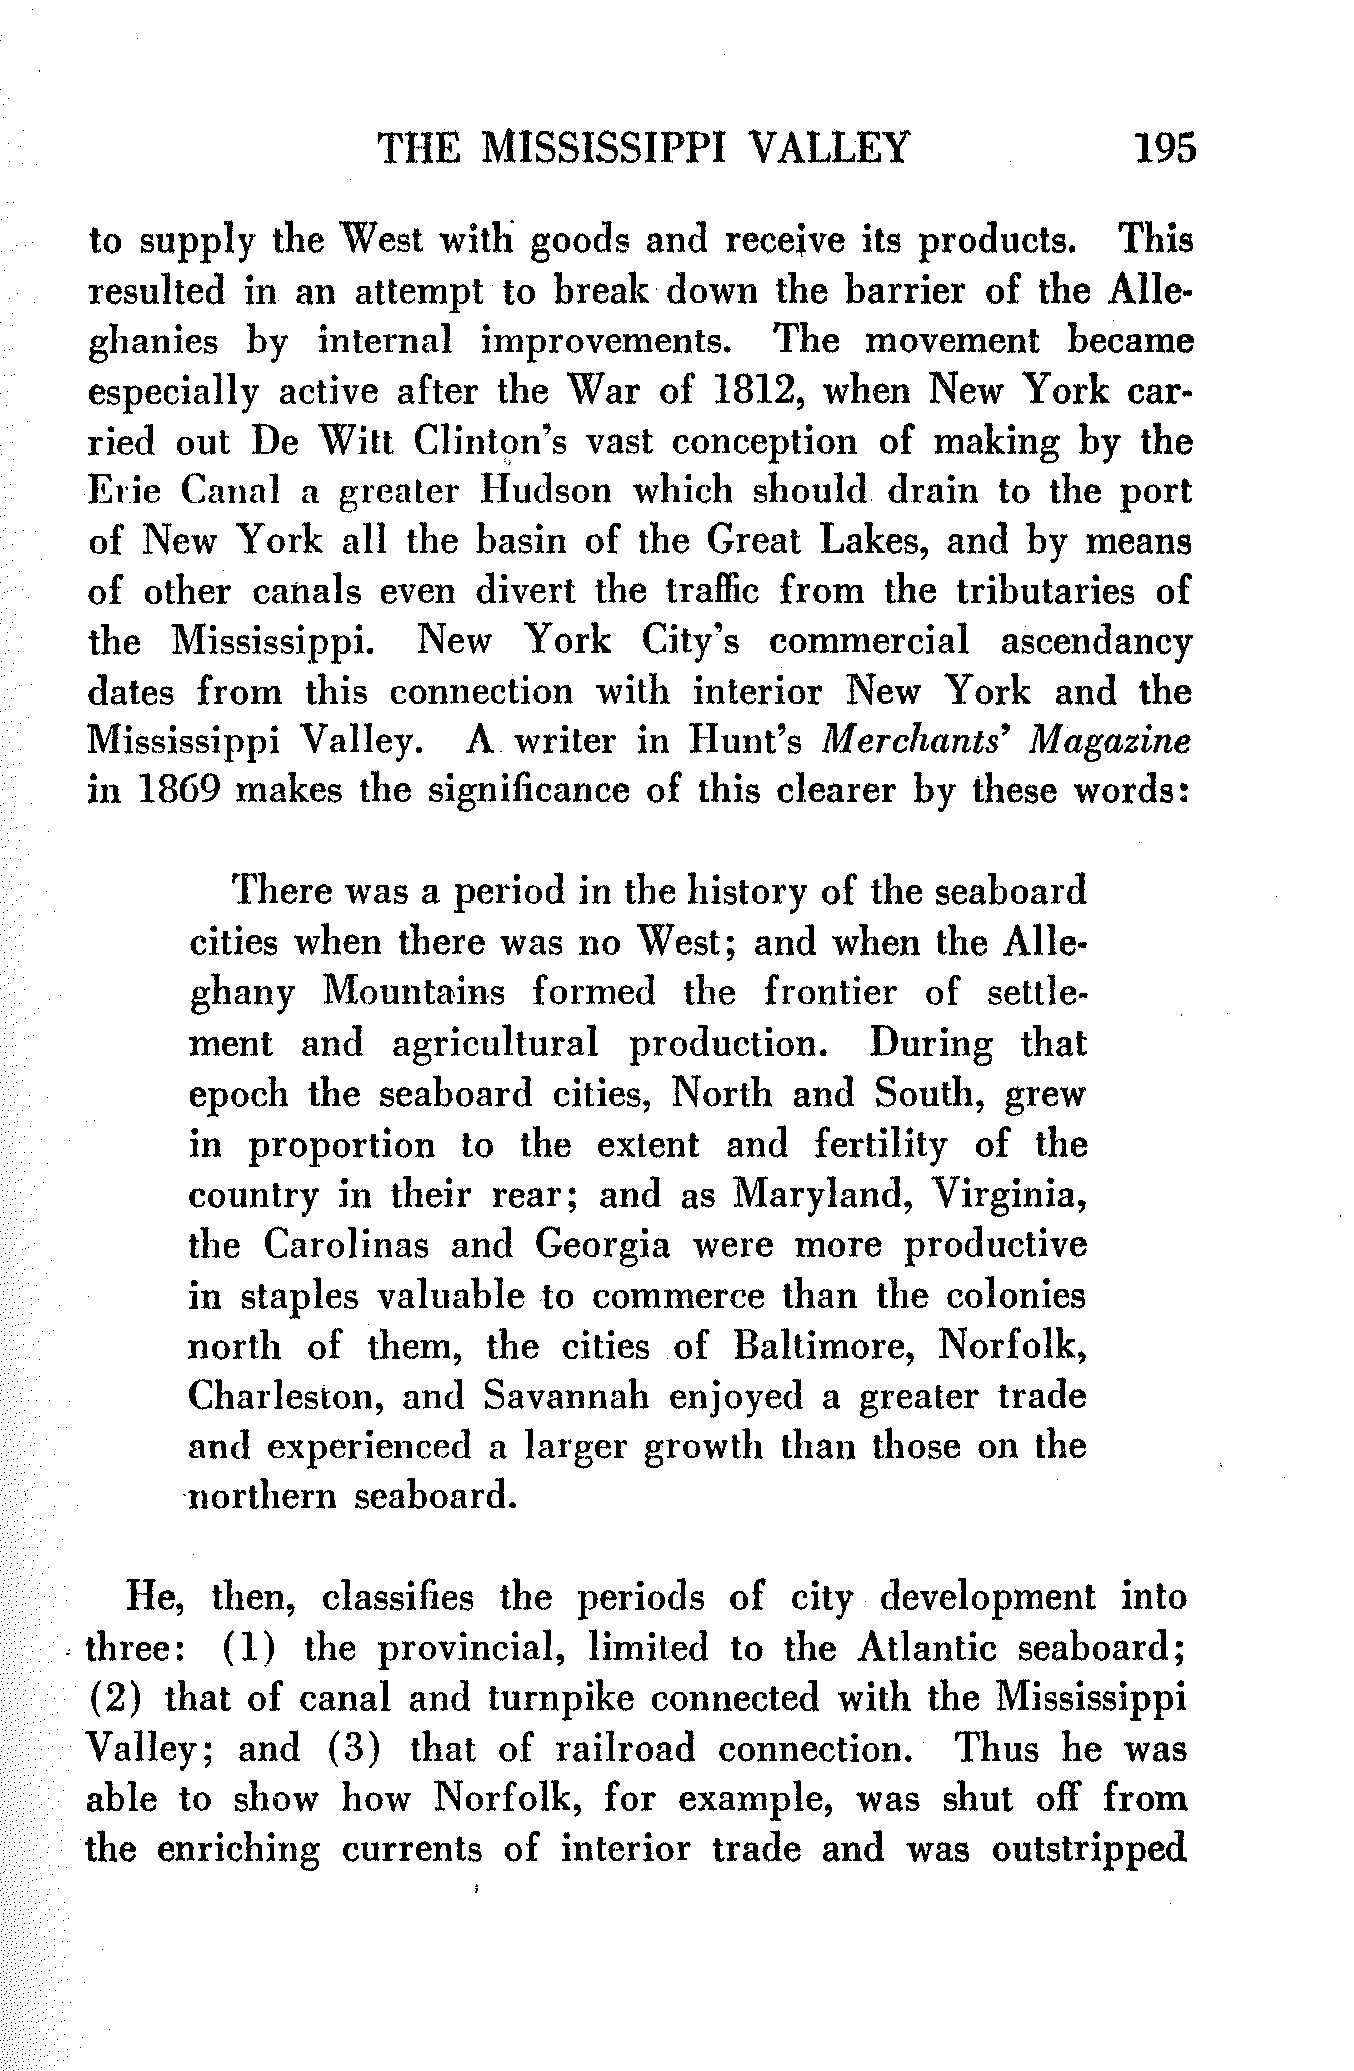 THE MISSISSIPPI VALLEY 195
to supply the West with goods and receive its products. This
resulted in an attempt to break down the barrier of the Alle-
ghanies by internal improvements. The movement became
especially active after the War of 1812, when New York car-
ried out De Witt Clinton's vast conception of making by the
Erie Canal a greater Hudson which should drain to the port
of New York all the basin of the Great Lakes, and by means
of other canals even divert the traffic from the tributaries of
the Mississippi. New York City's commercial ascendancy
dates from this connection with interior New York and the
Mississippi Valley. A writer in Hunt's Merchants' Magazine
in 1869 makes the significance of this clearer by these words:
There was a period in the history of the seaboard
cities when there was no West; and when the Alle-
ghany Mountains formed the frontier of settle-
ment and agricultural production. During that
epoch the seaboard cities, North and South, grew
in proportion to the extent and fertility of the
country in their rear; and as Maryland, Virginia,
the Carolinas and Georgia were more productive
in staples valuable to commerce than the colonies
north of them, the cities of Baltimore, Norfolk,
Charleston, and Savannah enjoyed a greater trade
and experienced a larger growth than those on the
northern seaboard.
He, then, classifies the periods of city development into
three: (1) the provincial, limited to the Atlantic seaboard;
(2) that of canal and turnpike connected with the Mississippi
Valley; and (3) that of railroad connection. Thus he was
able to show how Norfolk, for example, was shut off from
the enriching currents of interior trade and was outstripped